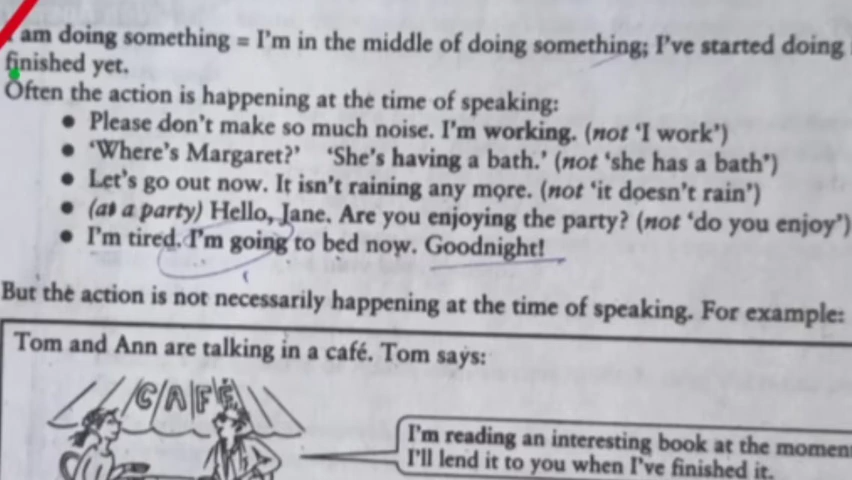 I am doing something = I'm in the middle of doing something; I've started doing
finished yet.
Often the action is happening at the time of speaking:
● Please don't make so much noise. I'm working. (not 'I work')
● 'Where's Margaret?' 'She's having a bath.' (not 'she has a bath')
● Let's go out now. It isn't raining any more. (not 'it doesn't rain')
● (at a party) Hello, Jane. Are you enjoying the party? (not 'do you enjoy')
● I'm tired. I'm going to bed now. Goodnight!
But the action is not necessarily happening at the time of speaking. For example:
Tom and Ann are talking in a café. Tom says:
CAFÉ
I'm reading an interesting book at the momen
I'll lend it to you when I've finished it.